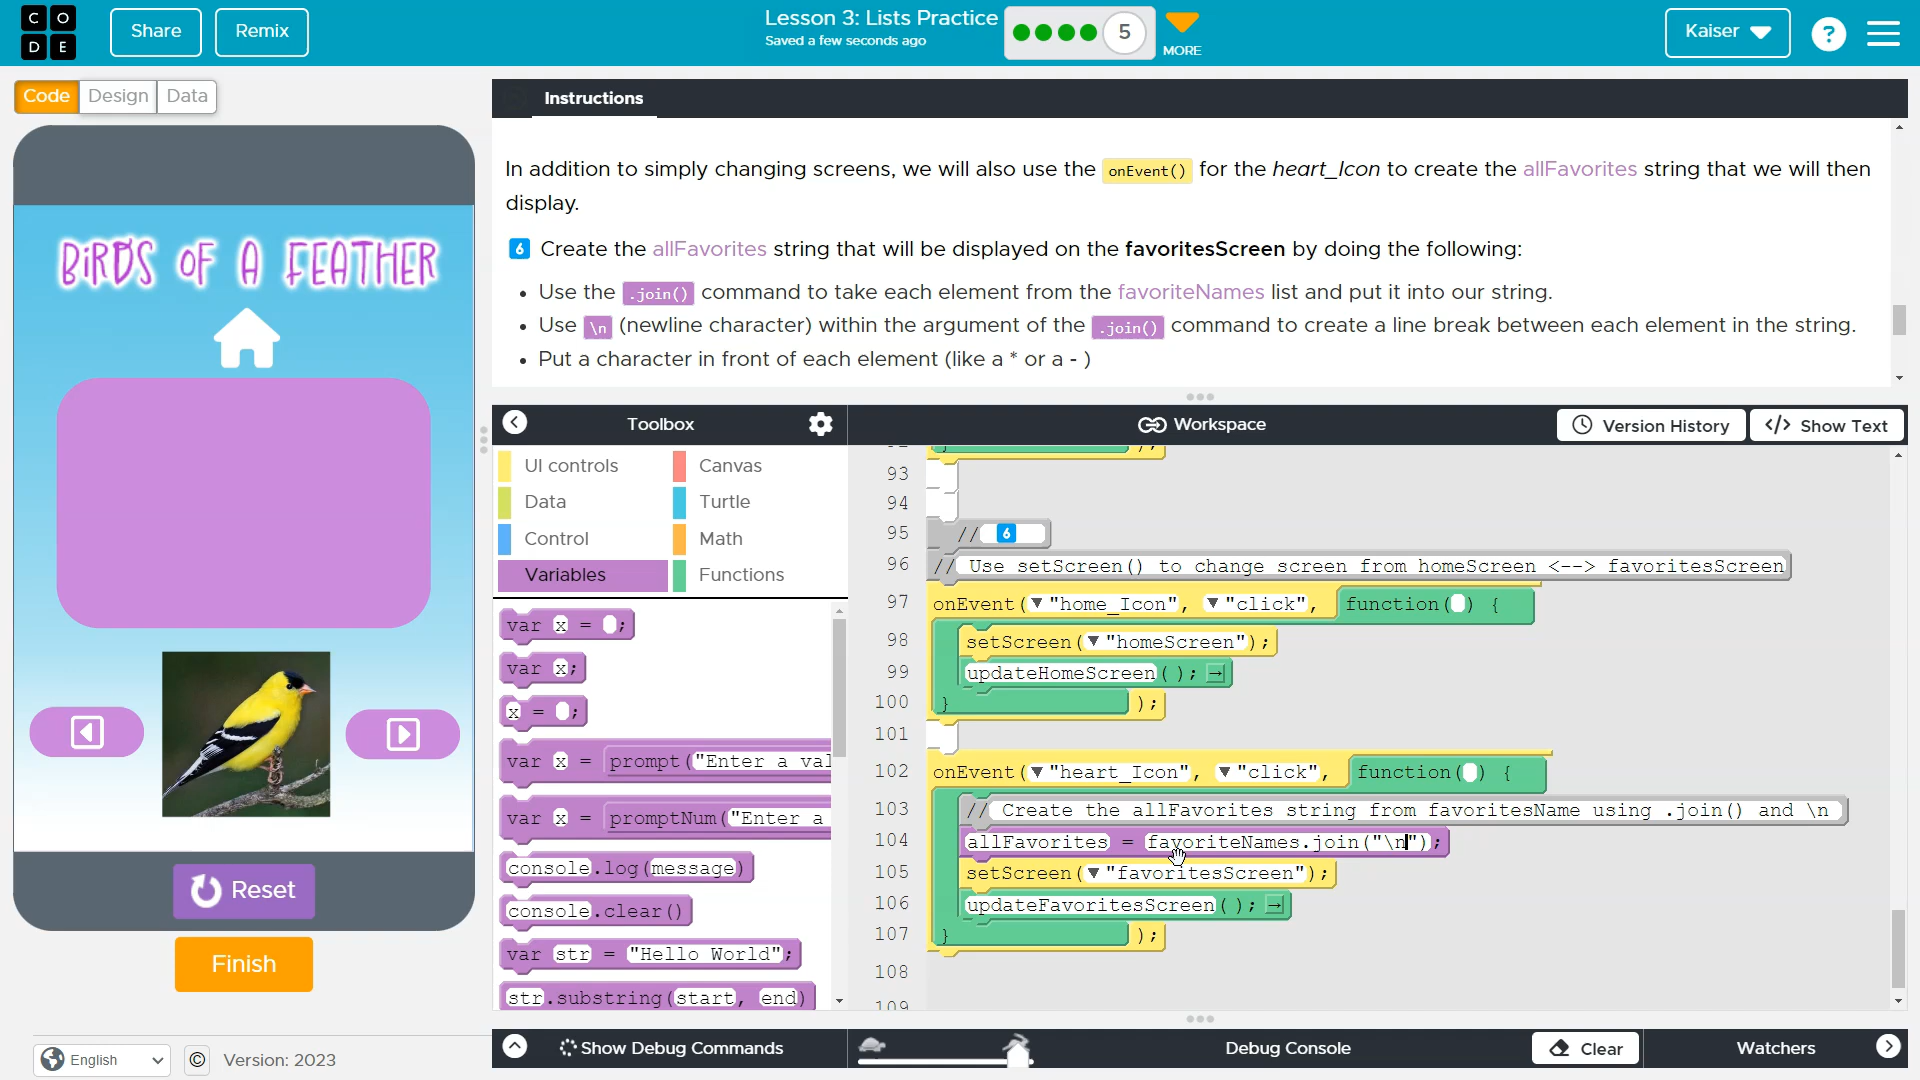 C O D E
Share
Remix
Lesson 3: Lists Practice
Saved a few seconds ago
5
MORE
Kaiser
?
Code
Design
Data
Instructions
In addition to simply changing screens, we will also use the onEvent() for the heart_Icon to create the allFavorites string that we will then
display.
6 Create the allFavorites string that will be displayed on the favoritesScreen by doing the following:
• Use the .join() command to take each element from the favoriteNames list and put it into our string.
• Use \n (newline character) within the argument of the .join() command to create a line break between each element in the string.
• Put a character in front of each element (like a * or a - )
BiRDS OF A FEATHER
Reset
Finish
English
©
Version: 2023
Toolbox
Workspace
Version History
</> Show Text
UI controls
Canvas
Data
Turtle
Control
Math
Variables
Functions
var x = ;
var x;
x = ;
var x = prompt("Enter a val
var x = promptNum("Enter a
console.log(message)
console.clear()
var str = "Hello World";
str.substring(start, end)
93
94
95 // 6
96 // Use setScreen() to change screen from homeScreen <--> favoritesScreen
97 onEvent(▼"home_Icon", ▼"click", function() {
98 setScreen(▼"homeScreen");
99 updateHomeScreen();
100 } );
101
102 onEvent(▼"heart_Icon", ▼"click", function() {
103 // Create the allFavorites string from favoritesName using .join() and \n
104 allFavorites = favoriteNames.join("\n");
105 setScreen(▼"favoritesScreen");
106 updateFavoritesScreen();
107 } );
108
109
Show Debug Commands
Debug Console
Clear
Watchers